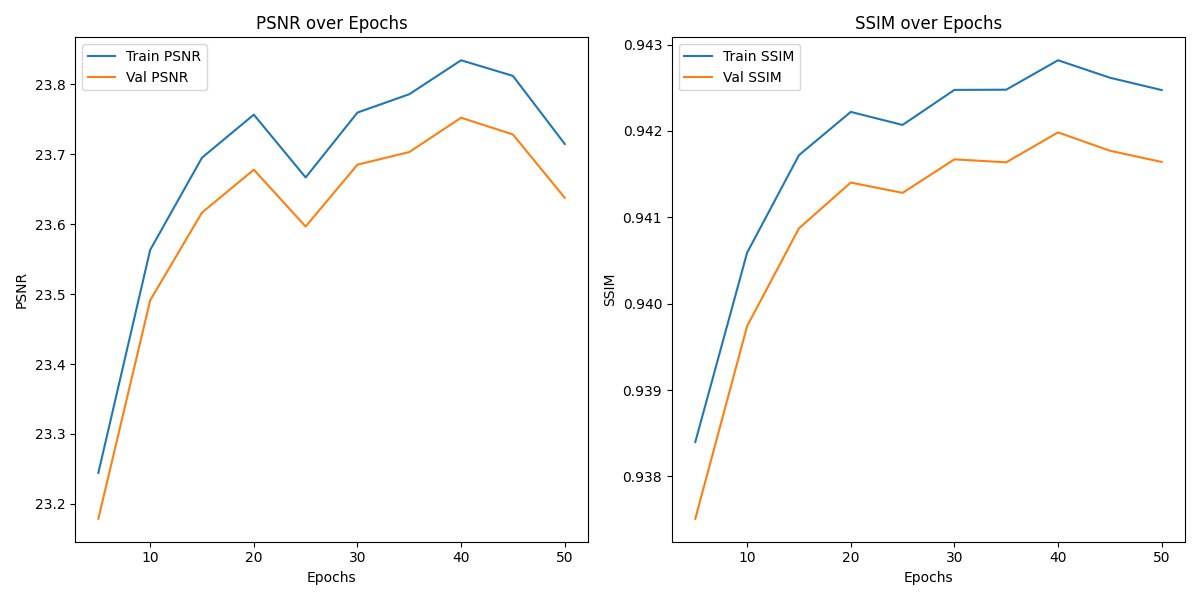 PSNR over Epochs
Train PSNR
Val PSNR
23.8
23.7
23.6
23.5
23.4
23.3
23.2
PSNR
10
20
30
40
50
Epochs
SSIM over Epochs
Train SSIM
Val SSIM
0.943
0.942
0.941
0.940
0.939
0.938
SSIM
10
20
30
40
50
Epochs